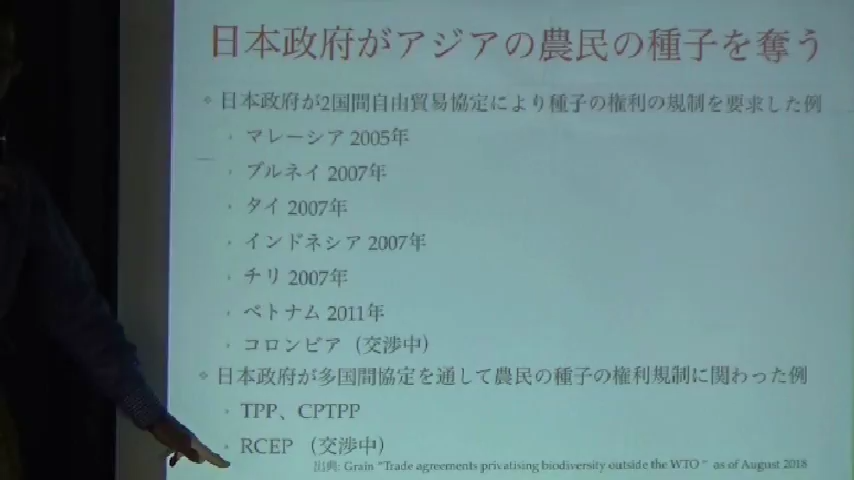 日本政府がアジアの農民の種子を奪う
日本政府が2国間自由貿易協定により種子の権利の規制を要求した例
マレーシア 2005年
ブルネイ 2007年
タイ 2007年
インドネシア 2007年
チリ 2007年
ベトナム 2011年
コロンビア（交渉中）
日本政府が多国間協定を通して農民の種子の権利規制に関わった例
TPP、CPTPP
RCEP （交渉中）
出典: Grain "Trade agreements privatising biodiversity outside the WTO" as of August 2018